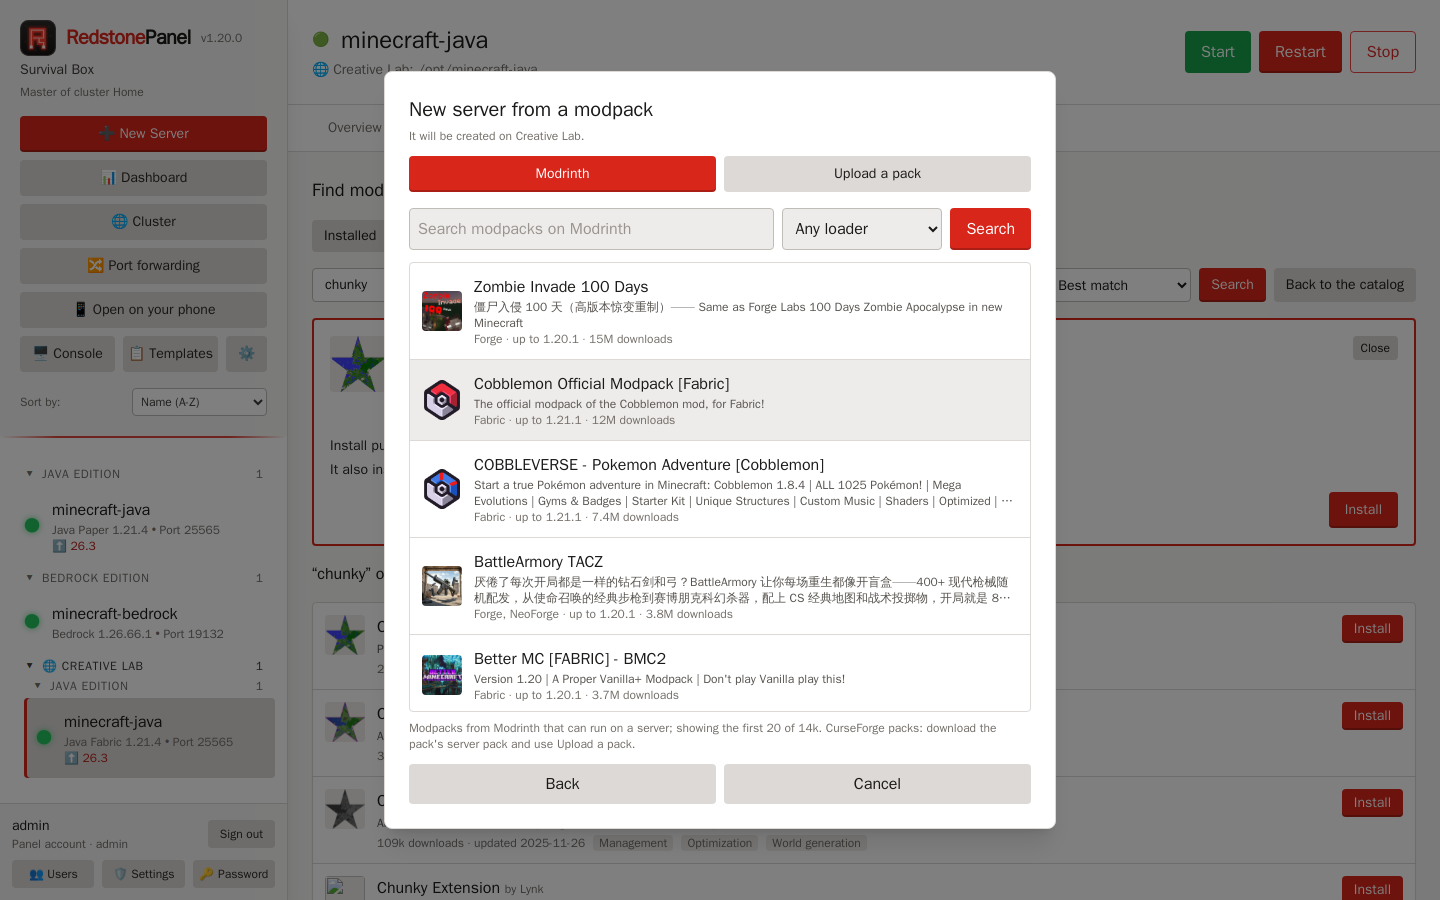 RedstonePanel v1.20.0
Survival Box
Master of cluster Home
➕ New Server
📊 Dashboard
🌐 Cluster
🔀 Port forwarding
📱 Open on your phone
🖥️ Console
📋 Templates
⚙️
Sort by:
Name (A-Z)
▼ JAVA EDITION 1
minecraft-java
Java Paper 1.21.4 • Port 25565
⬆️ 26.3
▼ BEDROCK EDITION 1
minecraft-bedrock
Bedrock 1.26.66.1 • Port 19132
▼ 🌐 CREATIVE LAB 1
▼ JAVA EDITION 1
minecraft-java
Java Fabric 1.21.4 • Port 25565
⬆️ 26.3
admin
Panel account · admin
Sign out
👥 Users
🛡️ Settings
🔑 Password
minecraft-java
🌐 Creative Lab: /opt/minecraft-java
Start
Restart
Stop
Overview
Find mod
Installed
chunky
Best match
Search
Back to the catalog
Close
Install pu
It also in
Install
“chunky” o
Install
Install
Install
109k downloads · updated 2025-11-26 Management Optimization World generation
Chunky Extension by Lynk
Install
New server from a modpack
It will be created on Creative Lab.
Modrinth
Upload a pack
Search modpacks on Modrinth
Any loader
Search
Zombie Invade 100 Days
僵尸入侵 100 天（高版本惊变重制）—— Same as Forge Labs 100 Days Zombie Apocalypse in new
Minecraft
Forge · up to 1.20.1 · 15M downloads
Cobblemon Official Modpack [Fabric]
The official modpack of the Cobblemon mod, for Fabric!
Fabric · up to 1.21.1 · 12M downloads
COBBLEVERSE - Pokemon Adventure [Cobblemon]
Start a true Pokémon adventure in Minecraft: Cobblemon 1.8.4 | ALL 1025 Pokémon! | Mega
Evolutions | Gyms & Badges | Starter Kit | Unique Structures | Custom Music | Shaders | Optimized | …
Fabric · up to 1.21.1 · 7.4M downloads
BattleArmory TACZ
厌倦了每次开局都是一样的钻石剑和弓？BattleArmory 让你每场重生都像开盲盒——400+ 现代枪械随
机配发，从使命召唤的经典步枪到赛博朋克科幻杀器，配上 CS 经典地图和战术投掷物，开局就是 8…
Forge, NeoForge · up to 1.20.1 · 3.8M downloads
Better MC [FABRIC] - BMC2
Version 1.20 | A Proper Vanilla+ Modpack | Don't play Vanilla play this!
Fabric · up to 1.20.1 · 3.7M downloads
Modpacks from Modrinth that can run on a server; showing the first 20 of 14k. CurseForge packs: download the
pack's server pack and use Upload a pack.
Back
Cancel